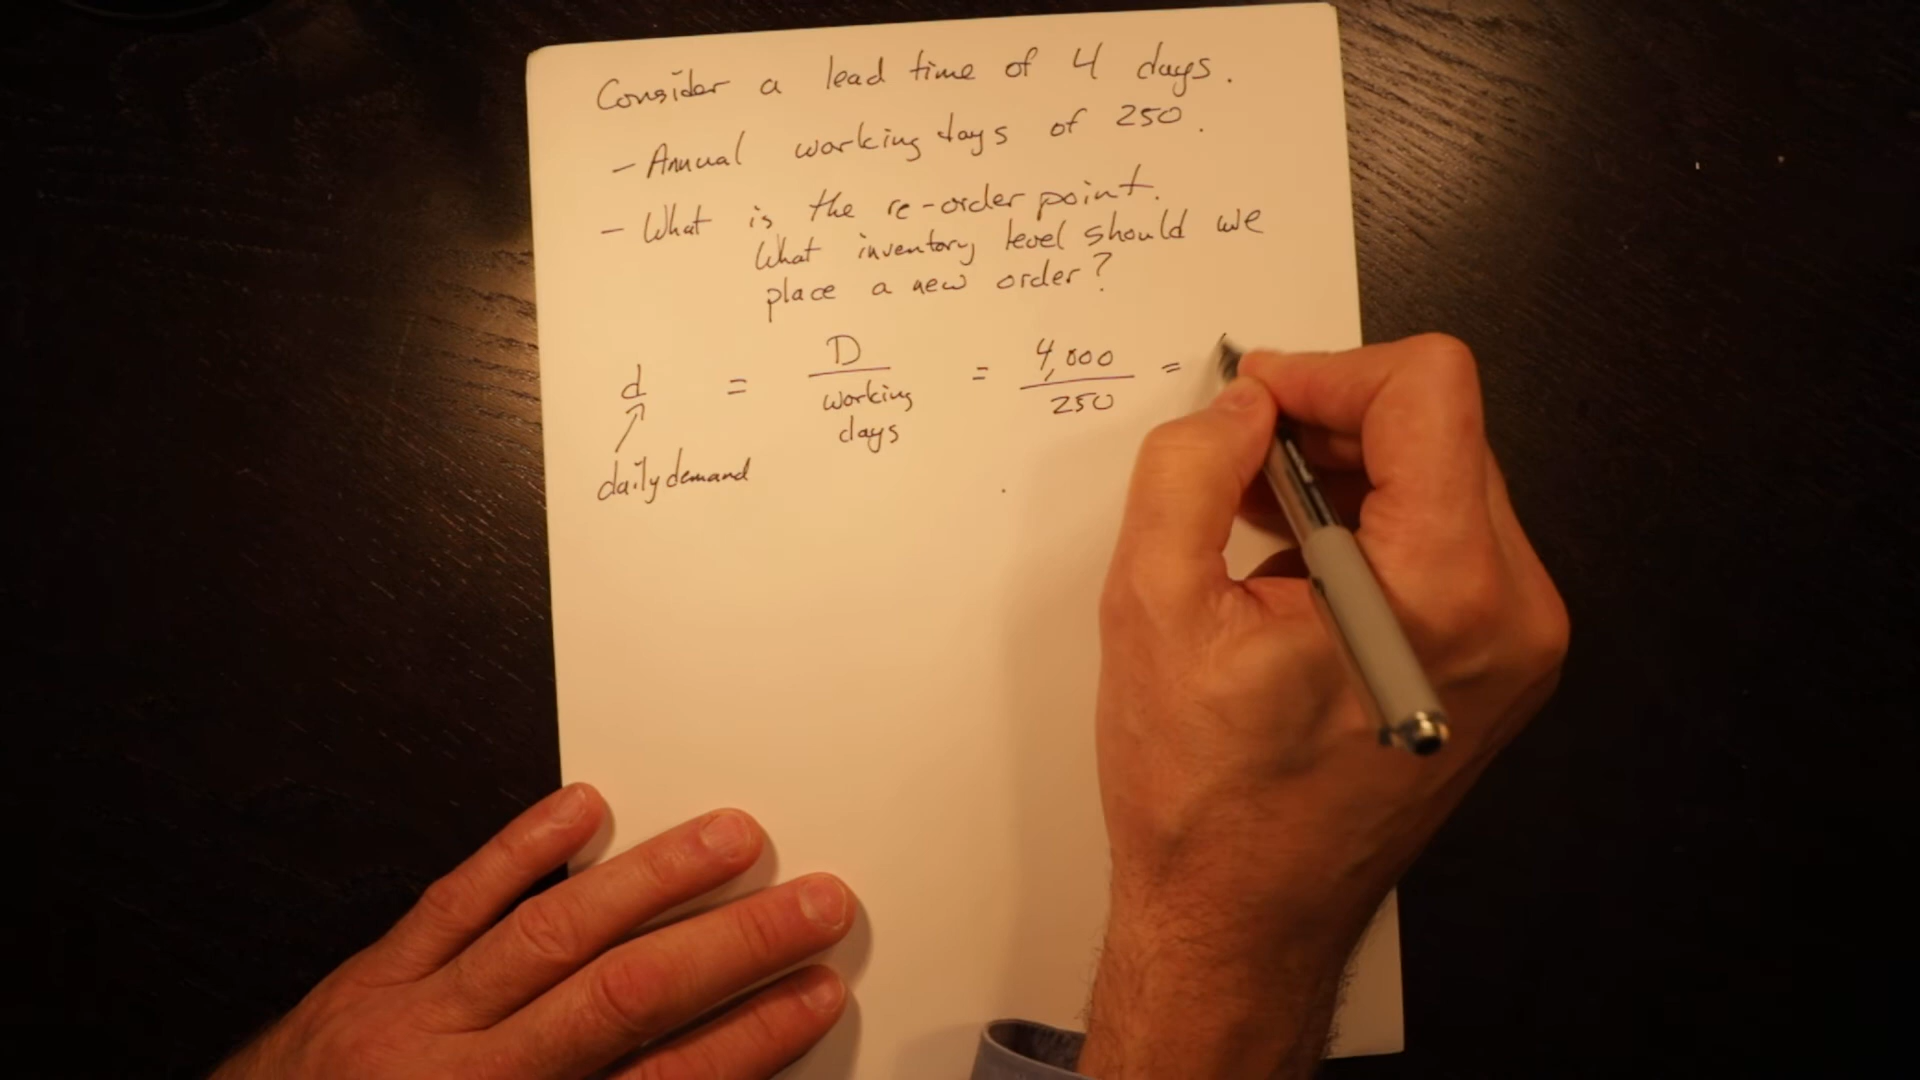 Consider a lead time of 4 days.
- Annual working days of 250.
- What is the re-order point.
What inventory level should we
place a new order?
d = D / working days = 4,000 / 250 =
daily demand